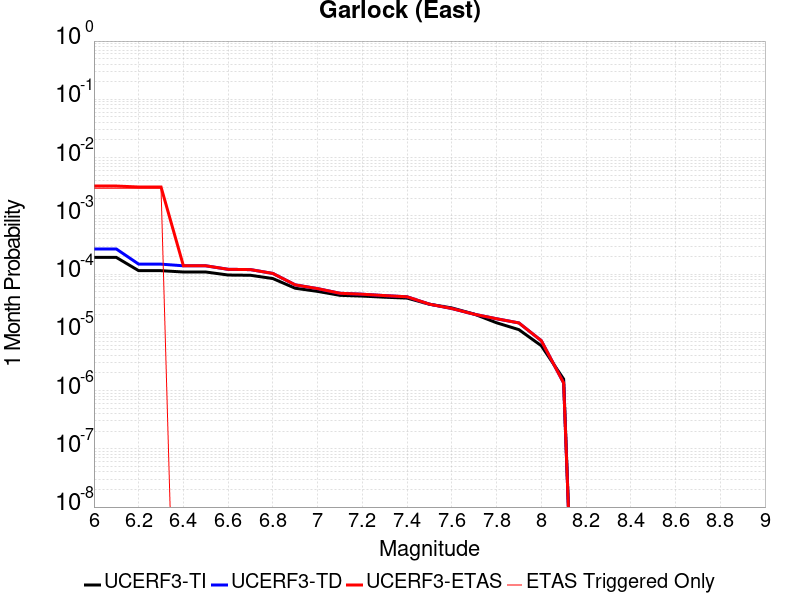 Garlock (East)
10^0
10^-1
10^-2
10^-3
10^-4
10^-5
10^-6
10^-7
10^-8
1 Month Probability
6 6.2 6.4 6.6 6.8 7 7.2 7.4 7.6 7.8 8 8.2 8.4 8.6 8.8 9
Magnitude
UCERF3-TI UCERF3-TD UCERF3-ETAS ETAS Triggered Only